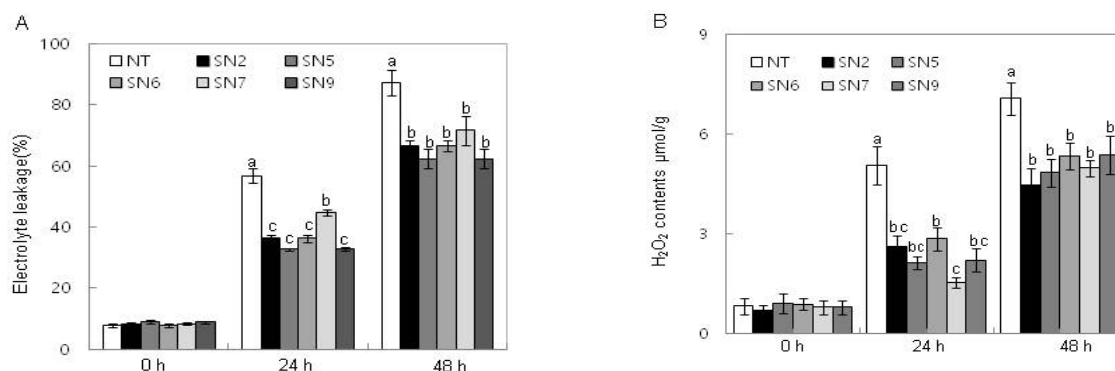 A
Electrolyte leakage(%)
100
80
60
40
20
0
NT SN2 SN5
SN6 SN7 SN9
a
c c c b c
a
b b b b b
0 h 24 h 48 h
B
H₂O₂ contents μmol/g
9
6
3
0
NT SN2 SN5
SN6 SN7 SN9
a
bc bc b c bc
a
b b b b b
0 h 24 h 48 h